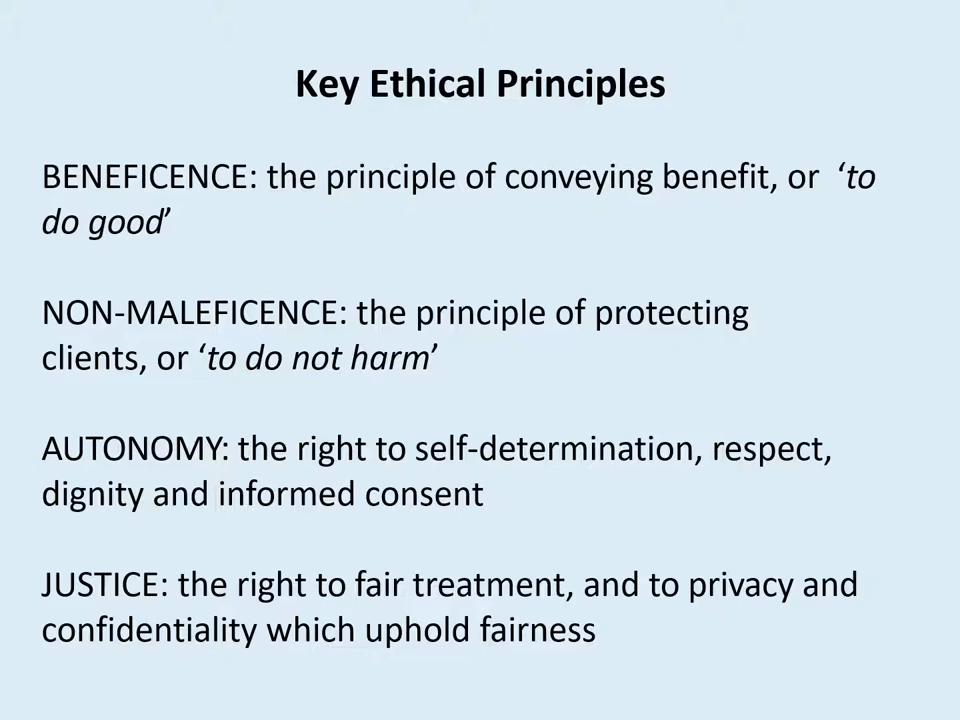 Key Ethical Principles
BENEFICENCE: the principle of conveying benefit, or ‘to
do good’
NON-MALEFICENCE: the principle of protecting
clients, or ‘to do not harm’
AUTONOMY: the right to self-determination, respect,
dignity and informed consent
JUSTICE: the right to fair treatment, and to privacy and
confidentiality which uphold fairness